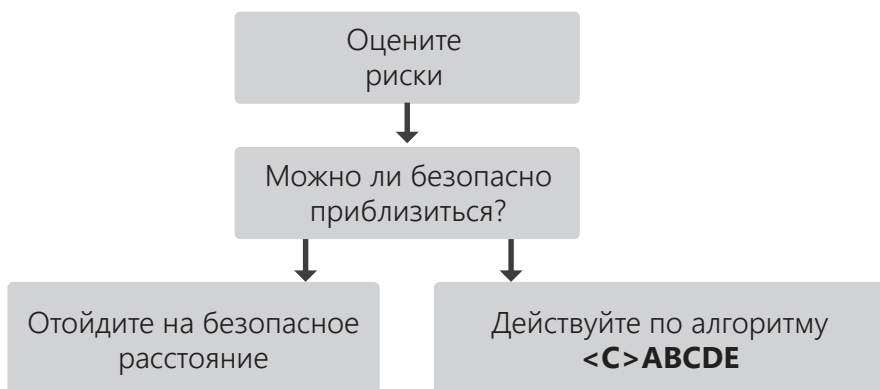 Оцените
риски
Можно ли безопасно
приблизиться?
Отойдите на безопасное
расстояние
Действуйте по алгоритму
<C>ABCDE